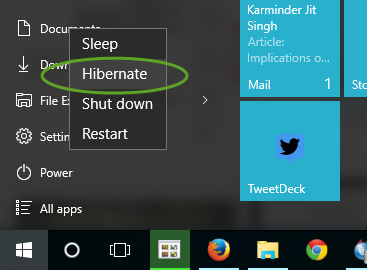 Documents
Sleep
Dow
Hibernate
File Ex
Shut down
Settin
Restart
Power
All apps
Karminder Jit
Singh
Article:
Implications o...
Mail 1
Sto
TweetDeck